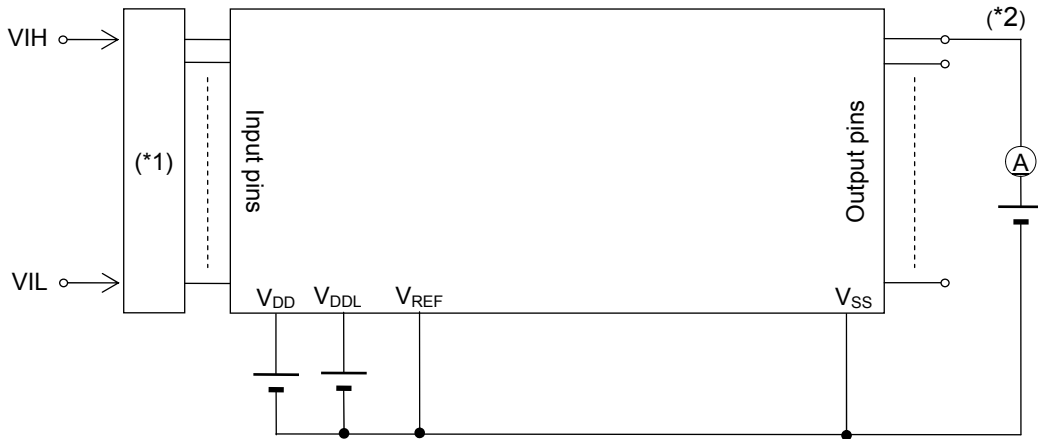 VIH
(*2)
(*1)
Input pins
Output pins
A
VIL
VDD
VDDL
VREF
VSS